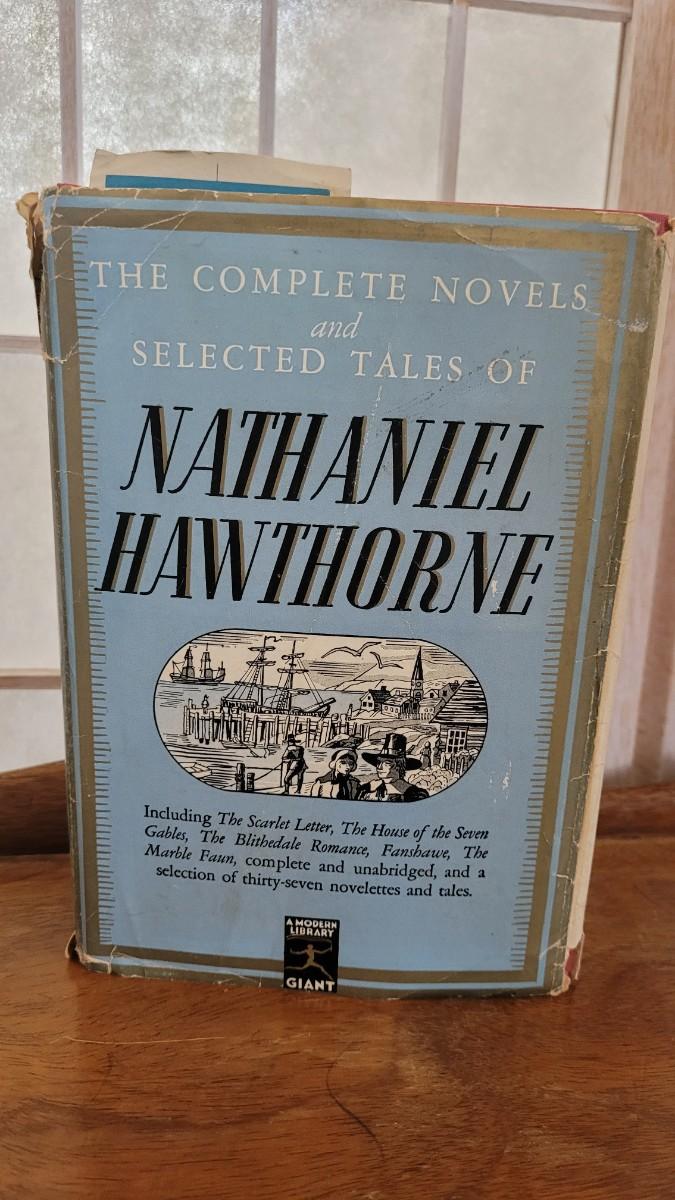 THE COMPLETE NOVELS
and
SELECTED TALES OF
NATHANIEL
HAWTHORNE
Including The Scarlet Letter, The House of the Seven
Gables, The Blithedale Romance, Fanshawe, The
Marble Faun, complete and unabridged, and a
selection of thirty-seven novelettes and tales.
A MODERN
LIBRARY
GIANT